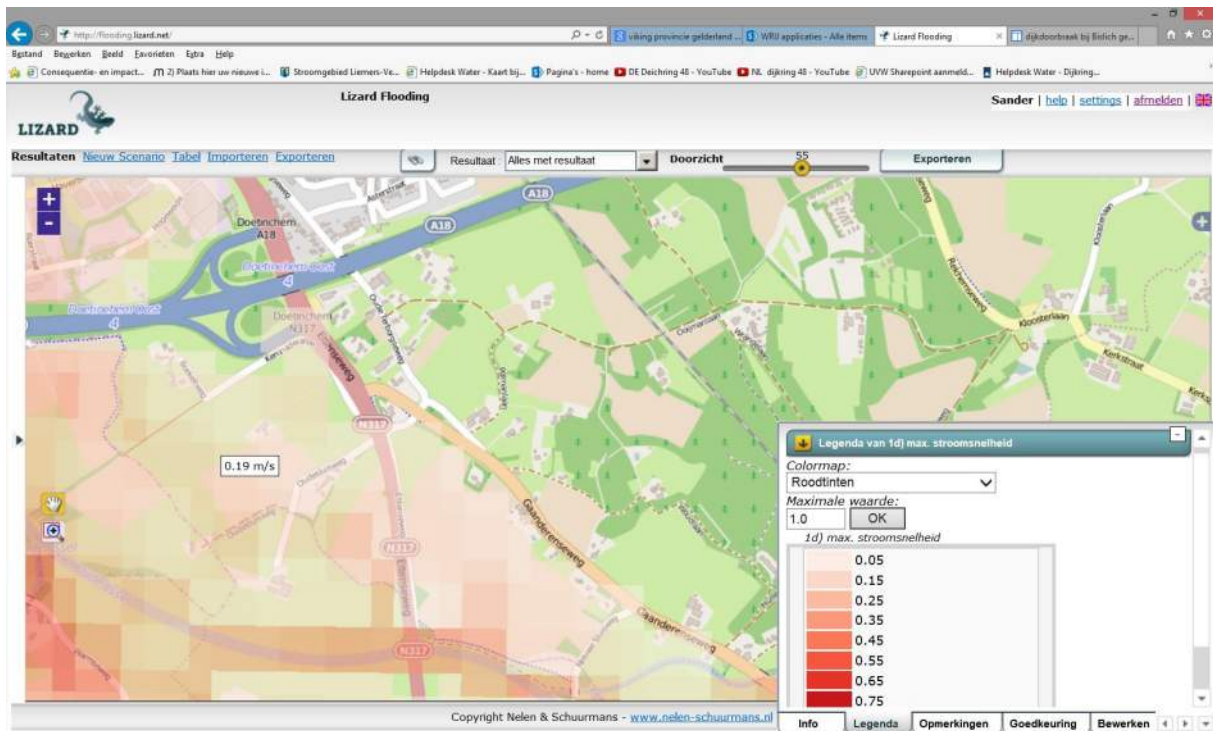 http://flooding.lizard.net/
viking provincie gelderland ...
WRIJ applicaties - Alle items
Lizard Flooding
dijkdoorbraak bij Bislich ge...
Bestand Bewerken Beeld Favorieten Extra Help
Consequentie- en impact...
2) Plaats hier uw nieuwe i...
Stroomgebied Liemers-Ve...
Helpdesk Water - Kaart bij...
Pagina's - home
DE Deichring 48 - YouTube
NL dijkring 48 - YouTube
UVW Sharepoint aanmeld...
Helpdesk Water - Dijkring...
LIZARD
Lizard Flooding
Sander | help | settings | afmelden |
Resultaten Nieuw Scenario Tabel Importeren Exporteren
Resultaat : Alles met resultaat
Doorzicht 55
Exporteren
+
-
Doetinchem
A18
A18
A18
Doetinchem Oost
4
Doetinchem Oost
4
Doetinchem
N317
Oude Terborgseweg
Kloosterlaan
Kloosterlaan
Kerkstraat
Rekhemseweg
N317
0.19 m/s
Gaanderenseweg
N317
Gaanderenseweg
N317
Legenda van 1d) max. stroomsnelheid
Colormap:
Roodtinten
Maximale waarde:
1.0 OK
1d) max. stroomsnelheid
0.05
0.15
0.25
0.35
0.45
0.55
0.65
0.75
Info Legenda Opmerkingen Goedkeuring Bewerken
Copyright Nelen & Schuurmans - www.nelen-schuurmans.nl